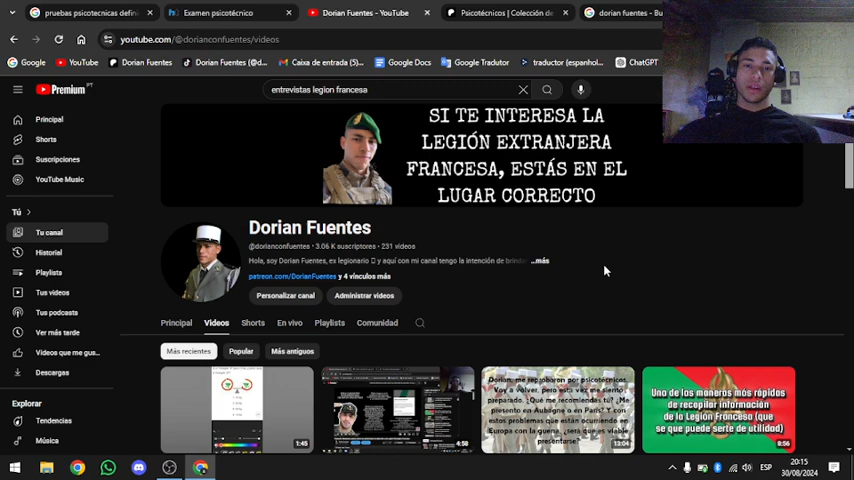 pruebas psicotecnicas defini
Examen psicotécnico
Dorian Fuentes - YouTube
Psicotécnicos | Colección de
dorian fuentes - Bu
youtube.com/@dorianconfuentes/videos
Google
YouTube
Dorian Fuentes
Dorian Fuentes (@d...
Caixa de entrada (5...
Google Docs
Google Tradutor
traductor (espanhol...
ChatGPT
Premium PT
entrevistas legion francesa
Principal
Shorts
Suscripciones
YouTube Music
Tú
Tu canal
Historial
Playlists
Tus videos
Tus podcasts
Ver más tarde
Videos que me gus...
Descargas
Explorar
Tendencias
Música
SI TE INTERESA LA
LEGIÓN EXTRANJERA
FRANCESA, ESTÁS EN EL
LUGAR CORRECTO
Dorian Fuentes
@dorianconfuentes • 3.06 K suscriptores • 231 videos
Hola, soy Dorian Fuentes, ex legionario y aquí con mi canal tengo la intención de brindar ...más
patreon.com/DorianFuentes y 4 vínculos más
Personalizar canal
Administrar videos
Principal
Videos
Shorts
En vivo
Playlists
Comunidad
Más recientes
Popular
Más antiguos
1:45
4:58
Dorian, me reprobaron por psicotécnicos.
Voy a volver, pero esta vez me siento
preparado. ¿Qué me recomiendas tú? ¿Me
presento en Aubagne o en París? Y con
estos problemas que están ocurriendo en
Europa con la guerra, ¿será que es viable
presentarse?
13:04
Una de las maneras más rápidas
de recopilar información
de la Legión Francesa (que
se que puede serte de utilidad)
8:56
ESP
20:15
30/08/2024